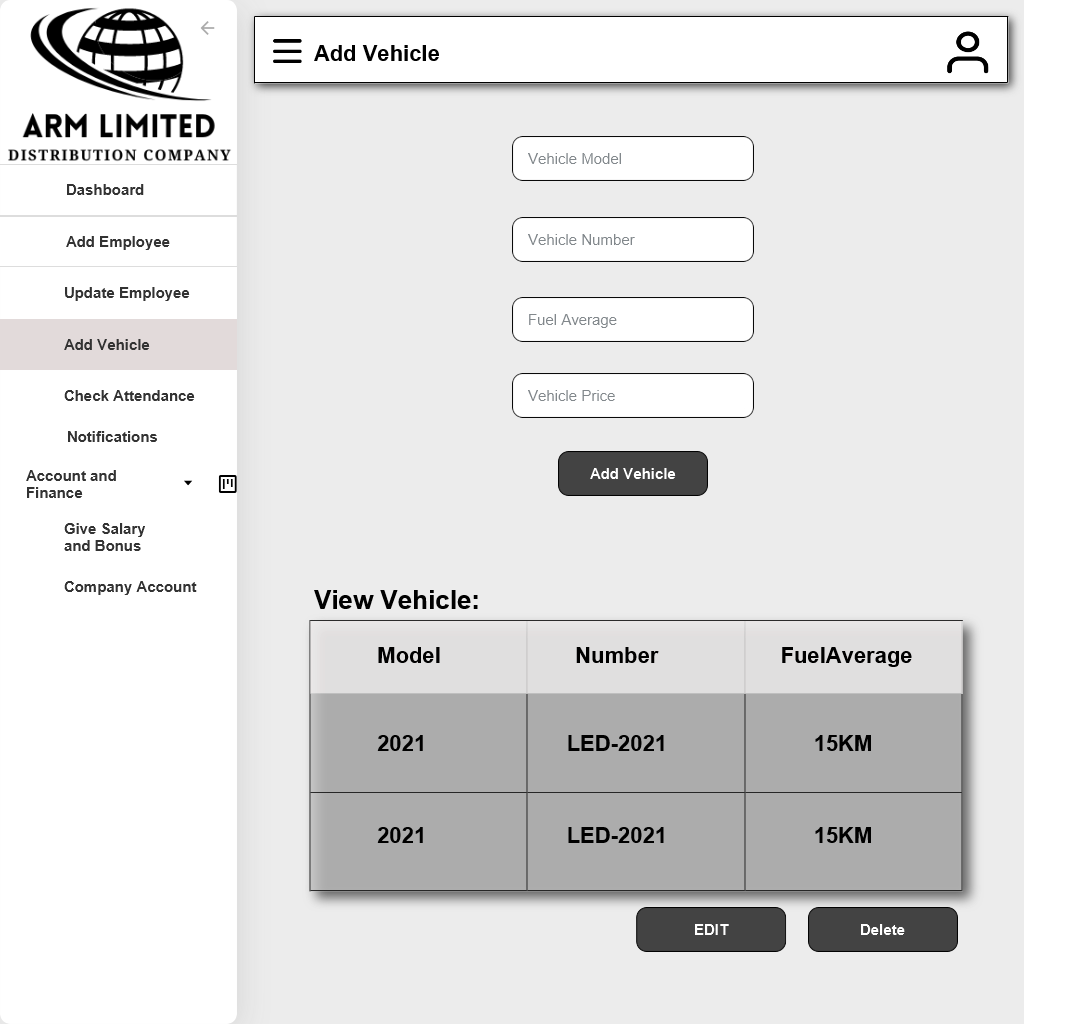 ARM LIMITED
DISTRIBUTION COMPANY
Dashboard
Add Employee
Update Employee
Add Vehicle
Check Attendance
Notifications
Account and
Finance
Give Salary
and Bonus
Company Account
Add Vehicle
Vehicle Model
Vehicle Number
Fuel Average
Vehicle Price
Add Vehicle
View Vehicle:
Model Number FuelAverage
2021 LED-2021 15KM
2021 LED-2021 15KM
EDIT Delete